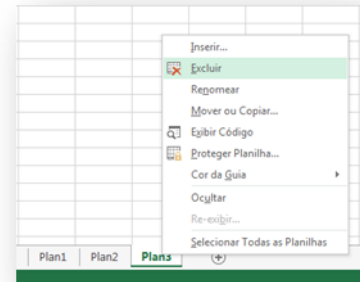 Inserir...
Excluir
Renomear
Mover ou Copiar...
Exibir Código
Proteger Planilha...
Cor da Guia
Ocultar
Re-exibir...
Selecionar Todas as Planilhas
Plan1 Plan2 Plan3